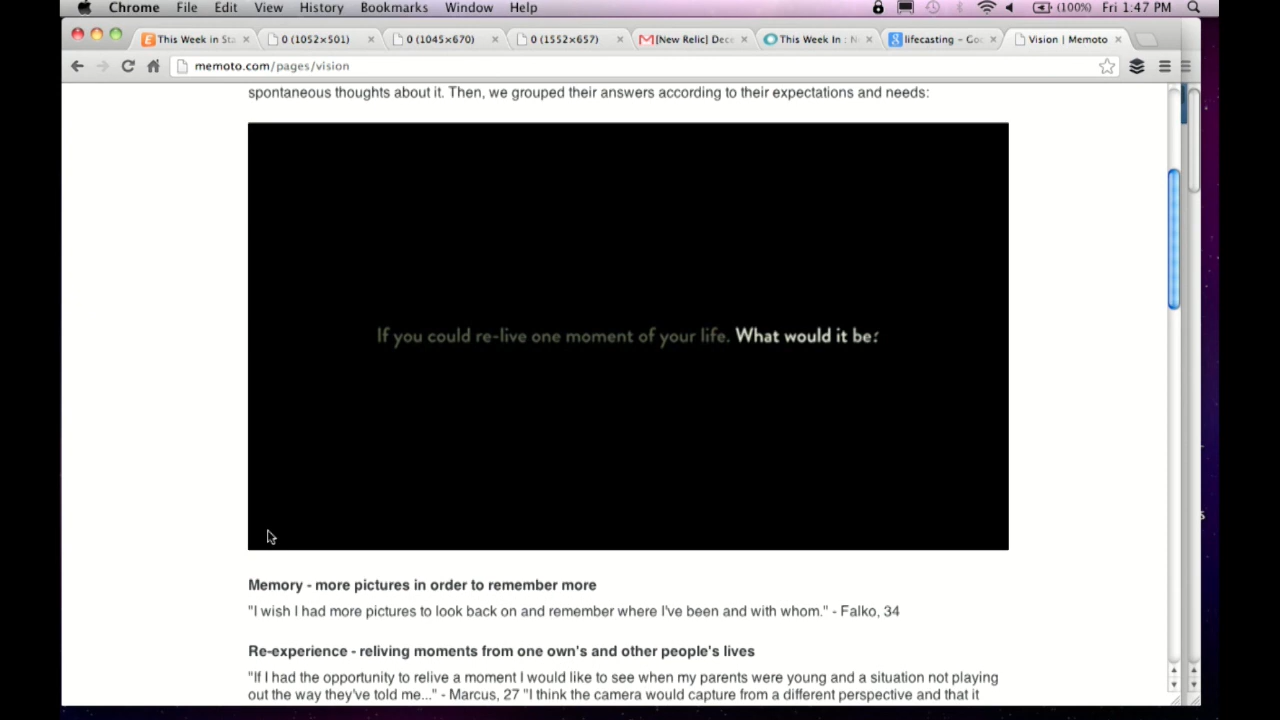 Chrome File Edit View History Bookmarks Window Help (100%) Fri 1:47 PM
This Week in Sta 0 (1052×501) 0 (1045×670) 0 (1552×657) [New Relic] Dece This Week In : N lifecasting – Go Vision | Memoto
memoto.com/pages/vision
spontaneous thoughts about it. Then, we grouped their answers according to their expectations and needs:
If you could re-live one moment of your life. What would it be?
Memory - more pictures in order to remember more
"I wish I had more pictures to look back on and remember where I've been and with whom." - Falko, 34
Re-experience - reliving moments from one own's and other people's lives
"If I had the opportunity to relive a moment I would like to see when my parents were young and a situation not playing
out the way they've told me..." - Marcus, 27 "I think the camera would capture from a different perspective and that it